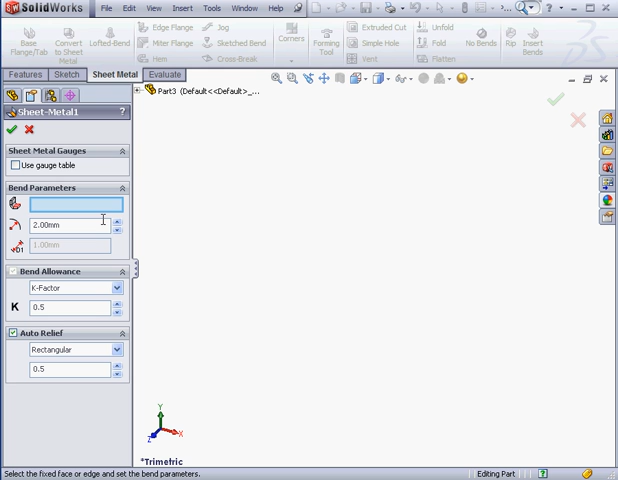 SolidWorks File Edit View Insert Tools Window Help
Base Flange/Tab
Convert to Sheet Metal
Lofted-Bend
Edge Flange
Miter Flange
Hem
Jog
Sketched Bend
Cross-Break
Corners
Forming Tool
Extruded Cut
Simple Hole
Vent
Unfold
Fold
Flatten
No Bends
Rip
Insert Bends
Features Sketch Sheet Metal Evaluate
Part3 (Default<<Default>_...
Sheet-Metal1 ?
Sheet Metal Gauges
Use gauge table
Bend Parameters
2.00mm
1.00mm
Bend Allowance
K-Factor
K 0.5
Auto Relief
Rectangular
0.5
Y
X
Z
*Trimetric
Select the fixed face or edge and set the bend parameters. Editing Part ?